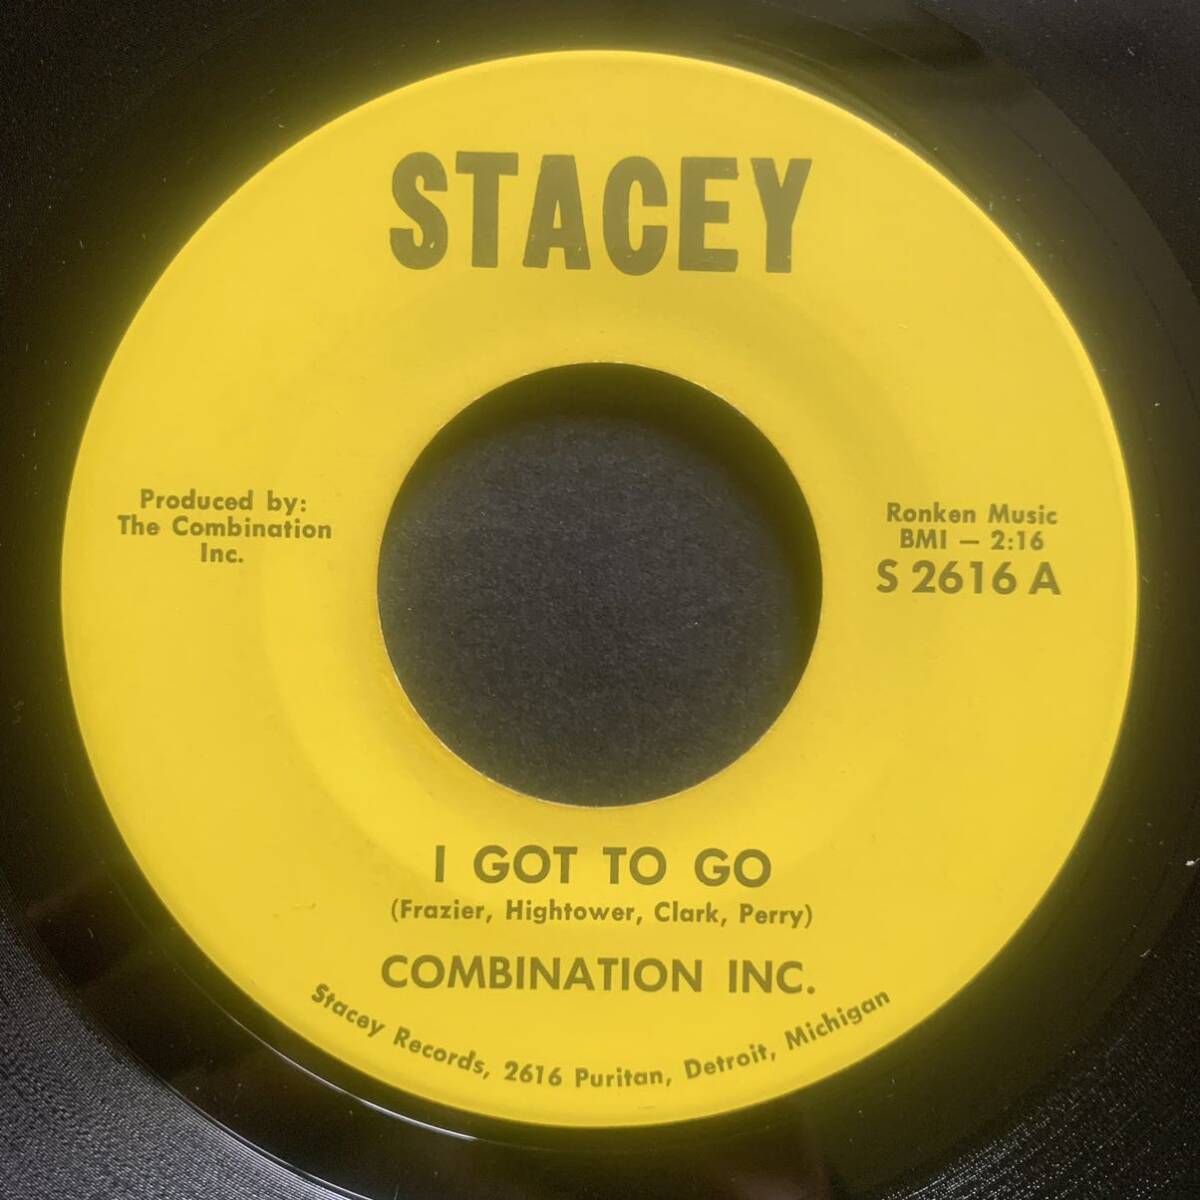 STACEY
Produced by:
The Combination
Inc.
Ronken Music
BMI — 2:16
S 2616 A
I GOT TO GO
(Frazier, Hightower, Clark, Perry)
COMBINATION INC.
Stacey Records, 2616 Puritan, Detroit, Michigan